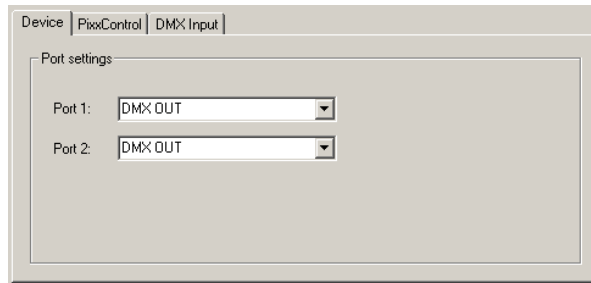 Device PixxControl DMX Input
Port settings
Port 1: DMX OUT
Port 2: DMX OUT